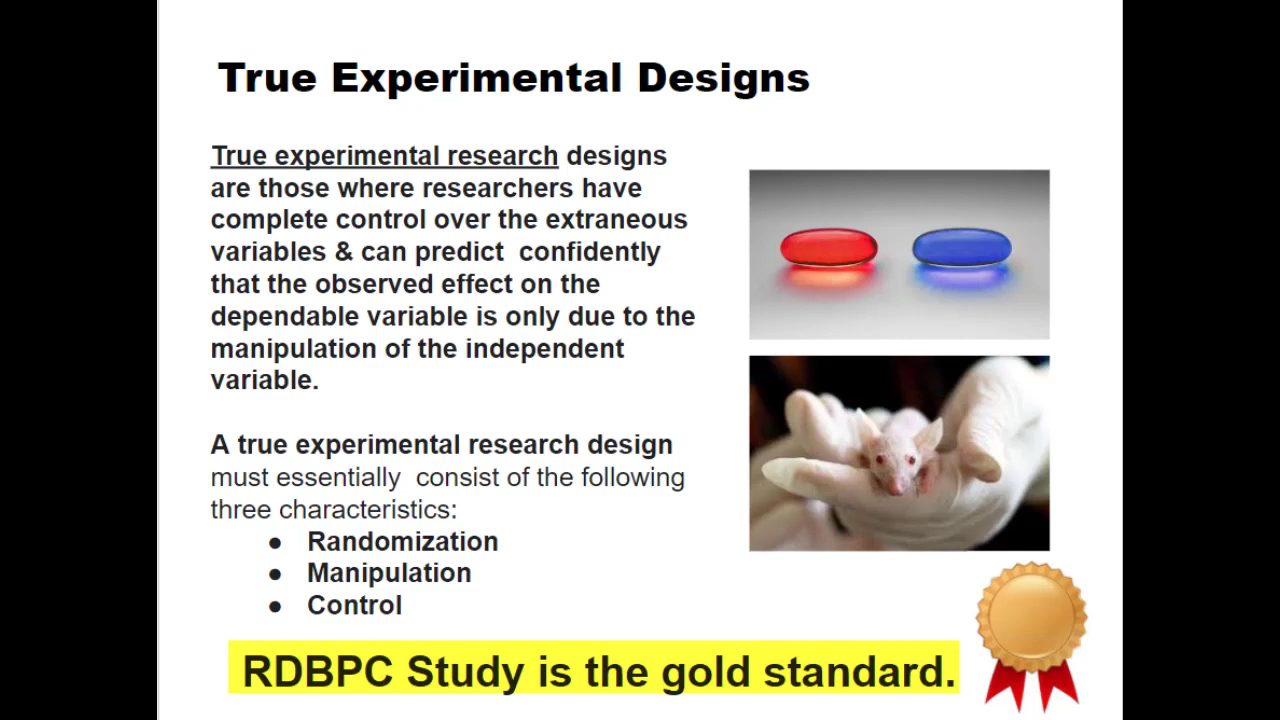 True Experimental Designs
True experimental research designs
are those where researchers have
complete control over the extraneous
variables & can predict  confidently
that the observed effect on the
dependable variable is only due to the
manipulation of the independent
variable.
A true experimental research design
must essentially  consist of the following
three characteristics:
● Randomization
● Manipulation
● Control
RDBPC Study is the gold standard.